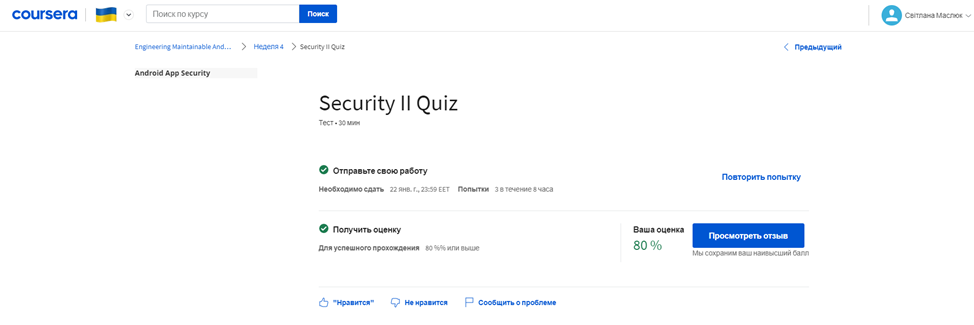 coursera
Поиск по курсу
Поиск
Світлана Маслюк
Engineering Maintainable And... > Неделя 4 > Security II Quiz
Предыдущий
Android App Security
Security II Quiz
Тест • 30 мин
Отправьте свою работу
Необходимо сдать 22 янв. г., 23:59 EET Попытки 3 в течение 8 часа
Повторить попытку
Получить оценку
Для успешного прохождения 80 %% или выше
Ваша оценка
80 %
Просмотреть отзыв
Мы сохраним ваш наивысший балл
"Нравится"
Не нравится
Сообщить о проблеме